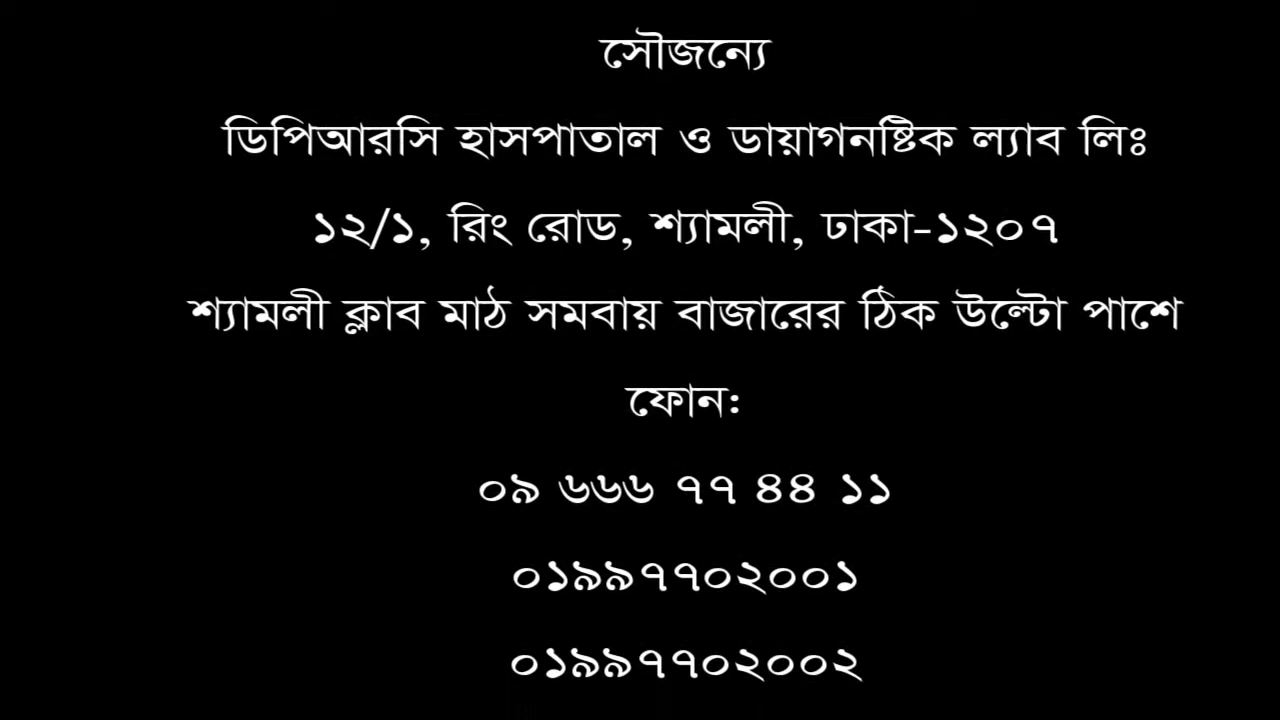 সৌজন্যে
ডিপিআরসি হাসপাতাল ও ডায়াগনষ্টিক ল্যাব লিঃ
১২/১, রিং রোড, শ্যামলী, ঢাকা-১২০৭
শ্যামলী ক্লাব মাঠ সমবায় বাজারের ঠিক উল্টো পাশে
ফোন:
০৯ ৬৬৬ ৭৭ ৪৪ ১১
০১৯৯৭৭০২০০১
০১৯৯৭৭০২০০২